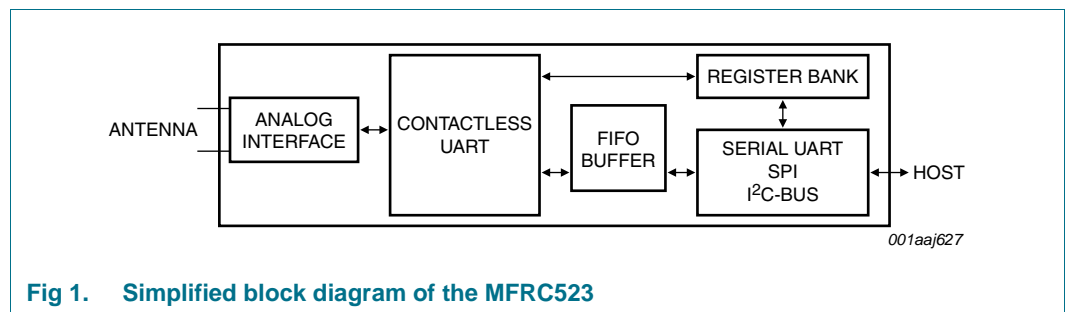 ANTENNA
ANALOG
INTERFACE
CONTACTLESS
UART
FIFO
BUFFER
REGISTER BANK
SERIAL UART
SPI
I²C-BUS
HOST
001aaj627
Fig 1. Simplified block diagram of the MFRC523